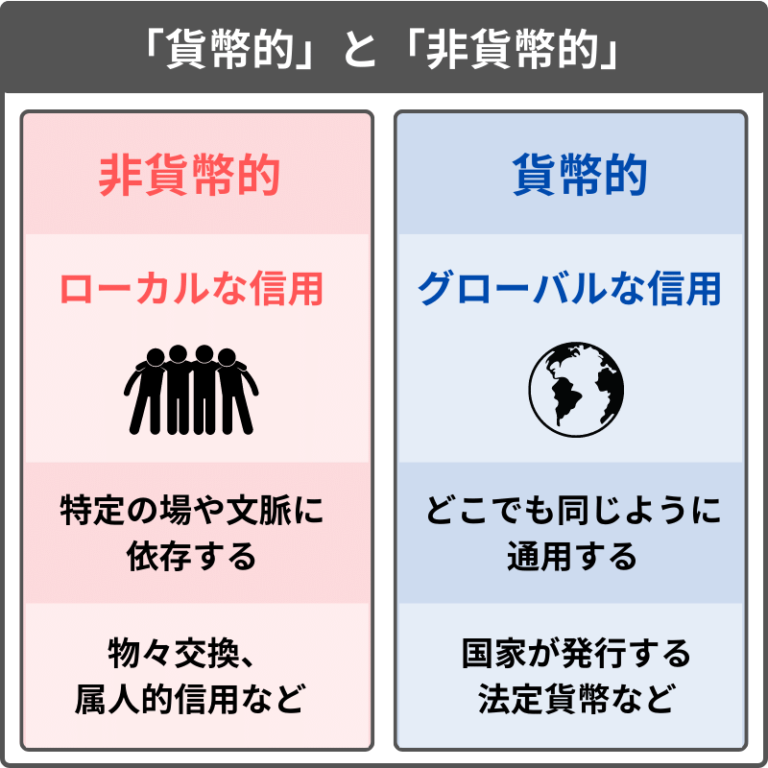 「貨幣的」と「非貨幣的」
非貨幣的
ローカルな信用
特定の場や文脈に
依存する
物々交換、
属人的信用など
貨幣的
グローバルな信用
どこでも同じように
通用する
国家が発行する
法定貨幣など